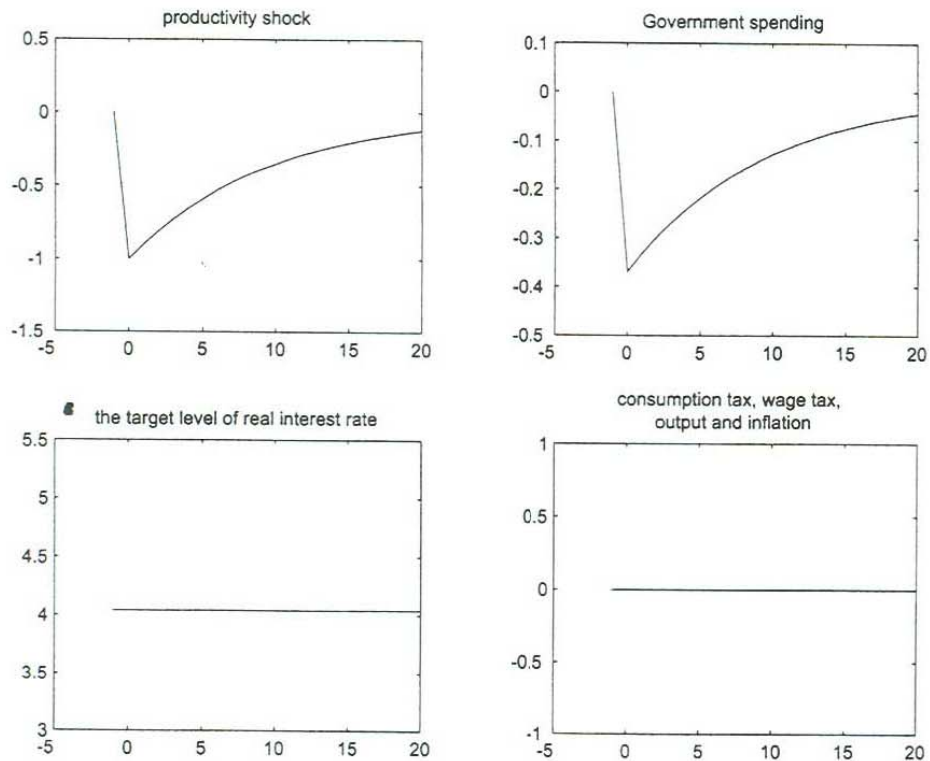 productivity shock
0.5
0
-0.5
-1
-1.5
-5 0 5 10 15 20
Government spending
0.1
0
-0.1
-0.2
-0.3
-0.4
-0.5
-5 0 5 10 15 20
the target level of real interest rate
5.5
5
4.5
4
3.5
3
-5 0 5 10 15 20
consumption tax, wage tax,
output and inflation
1
0.5
0
-0.5
-1
-5 0 5 10 15 20